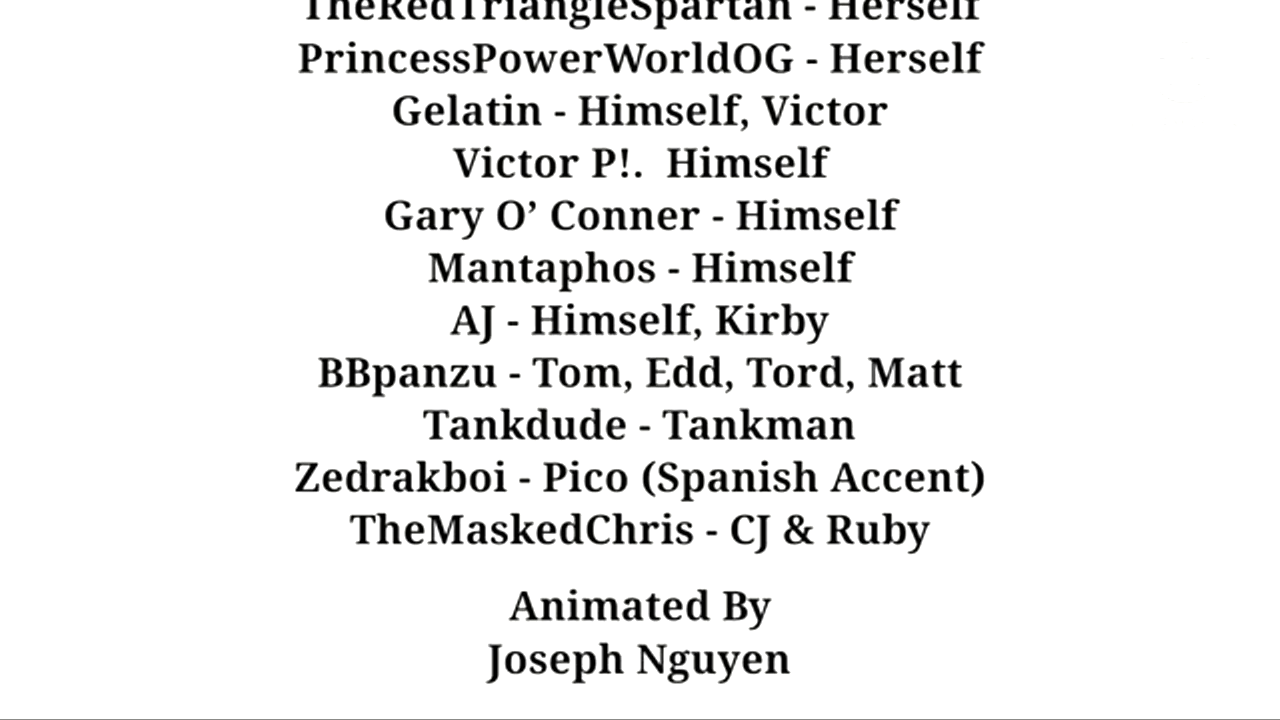 TheRedTriangleSpartan - Herself
PrincessPowerWorldOG - Herself
Gelatin - Himself, Victor
Victor P!.  Himself
Gary O’ Conner - Himself
Mantaphos - Himself
AJ - Himself, Kirby
BBpanzu - Tom, Edd, Tord, Matt
Tankdude - Tankman
Zedrakboi - Pico (Spanish Accent)
TheMaskedChris - CJ & Ruby
Animated By
Joseph Nguyen